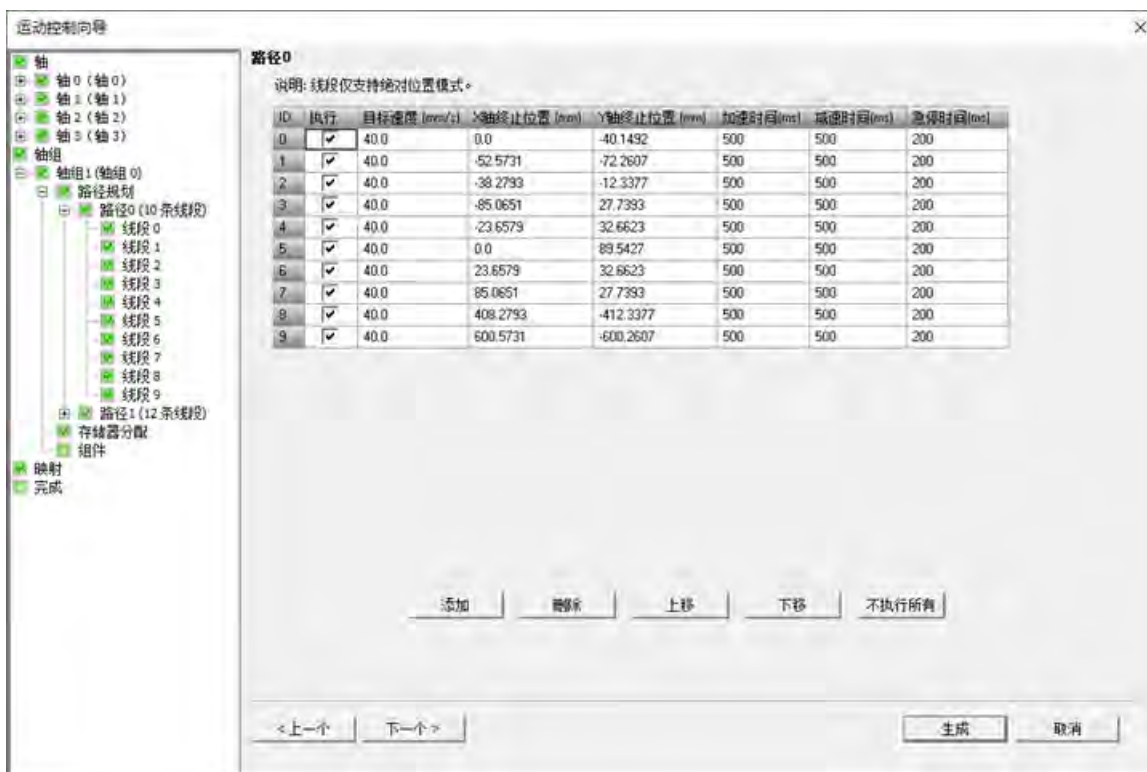 运动控制向导
轴
轴 0 (轴 0)
轴 1 (轴 1)
轴 2 (轴 2)
轴 3 (轴 3)
轴组
轴组1 (轴组 0)
路径规划
路径0 (10 条线段)
线段 0
线段 1
线段 2
线段 3
线段 4
线段 5
线段 6
线段 7
线段 8
线段 9
路径1 (12 条线段)
存储器分配
组件
映射
完成
路径0
说明: 线段仅支持绝对位置模式。
ID 执行 目标速度 (mm/s) X轴终止位置 (mm) Y轴终止位置 (mm) 加速时间(ms) 减速时间(ms) 急停时间(ms)
0 40.0 0.0 -40.1492 500 500 200
1 40.0 -52.5731 -72.2607 500 500 200
2 40.0 -38.2793 -12.3377 500 500 200
3 40.0 -85.0651 27.7393 500 500 200
4 40.0 -23.6579 32.6623 500 500 200
5 40.0 0.0 89.5427 500 500 200
6 40.0 23.6579 32.6623 500 500 200
7 40.0 85.0651 27.7393 500 500 200
8 40.0 408.2793 -412.3377 500 500 200
9 40.0 600.5731 -600.2607 500 500 200
添加 删除 上移 下移 不执行所有
<上一个 下一个> 生成 取消